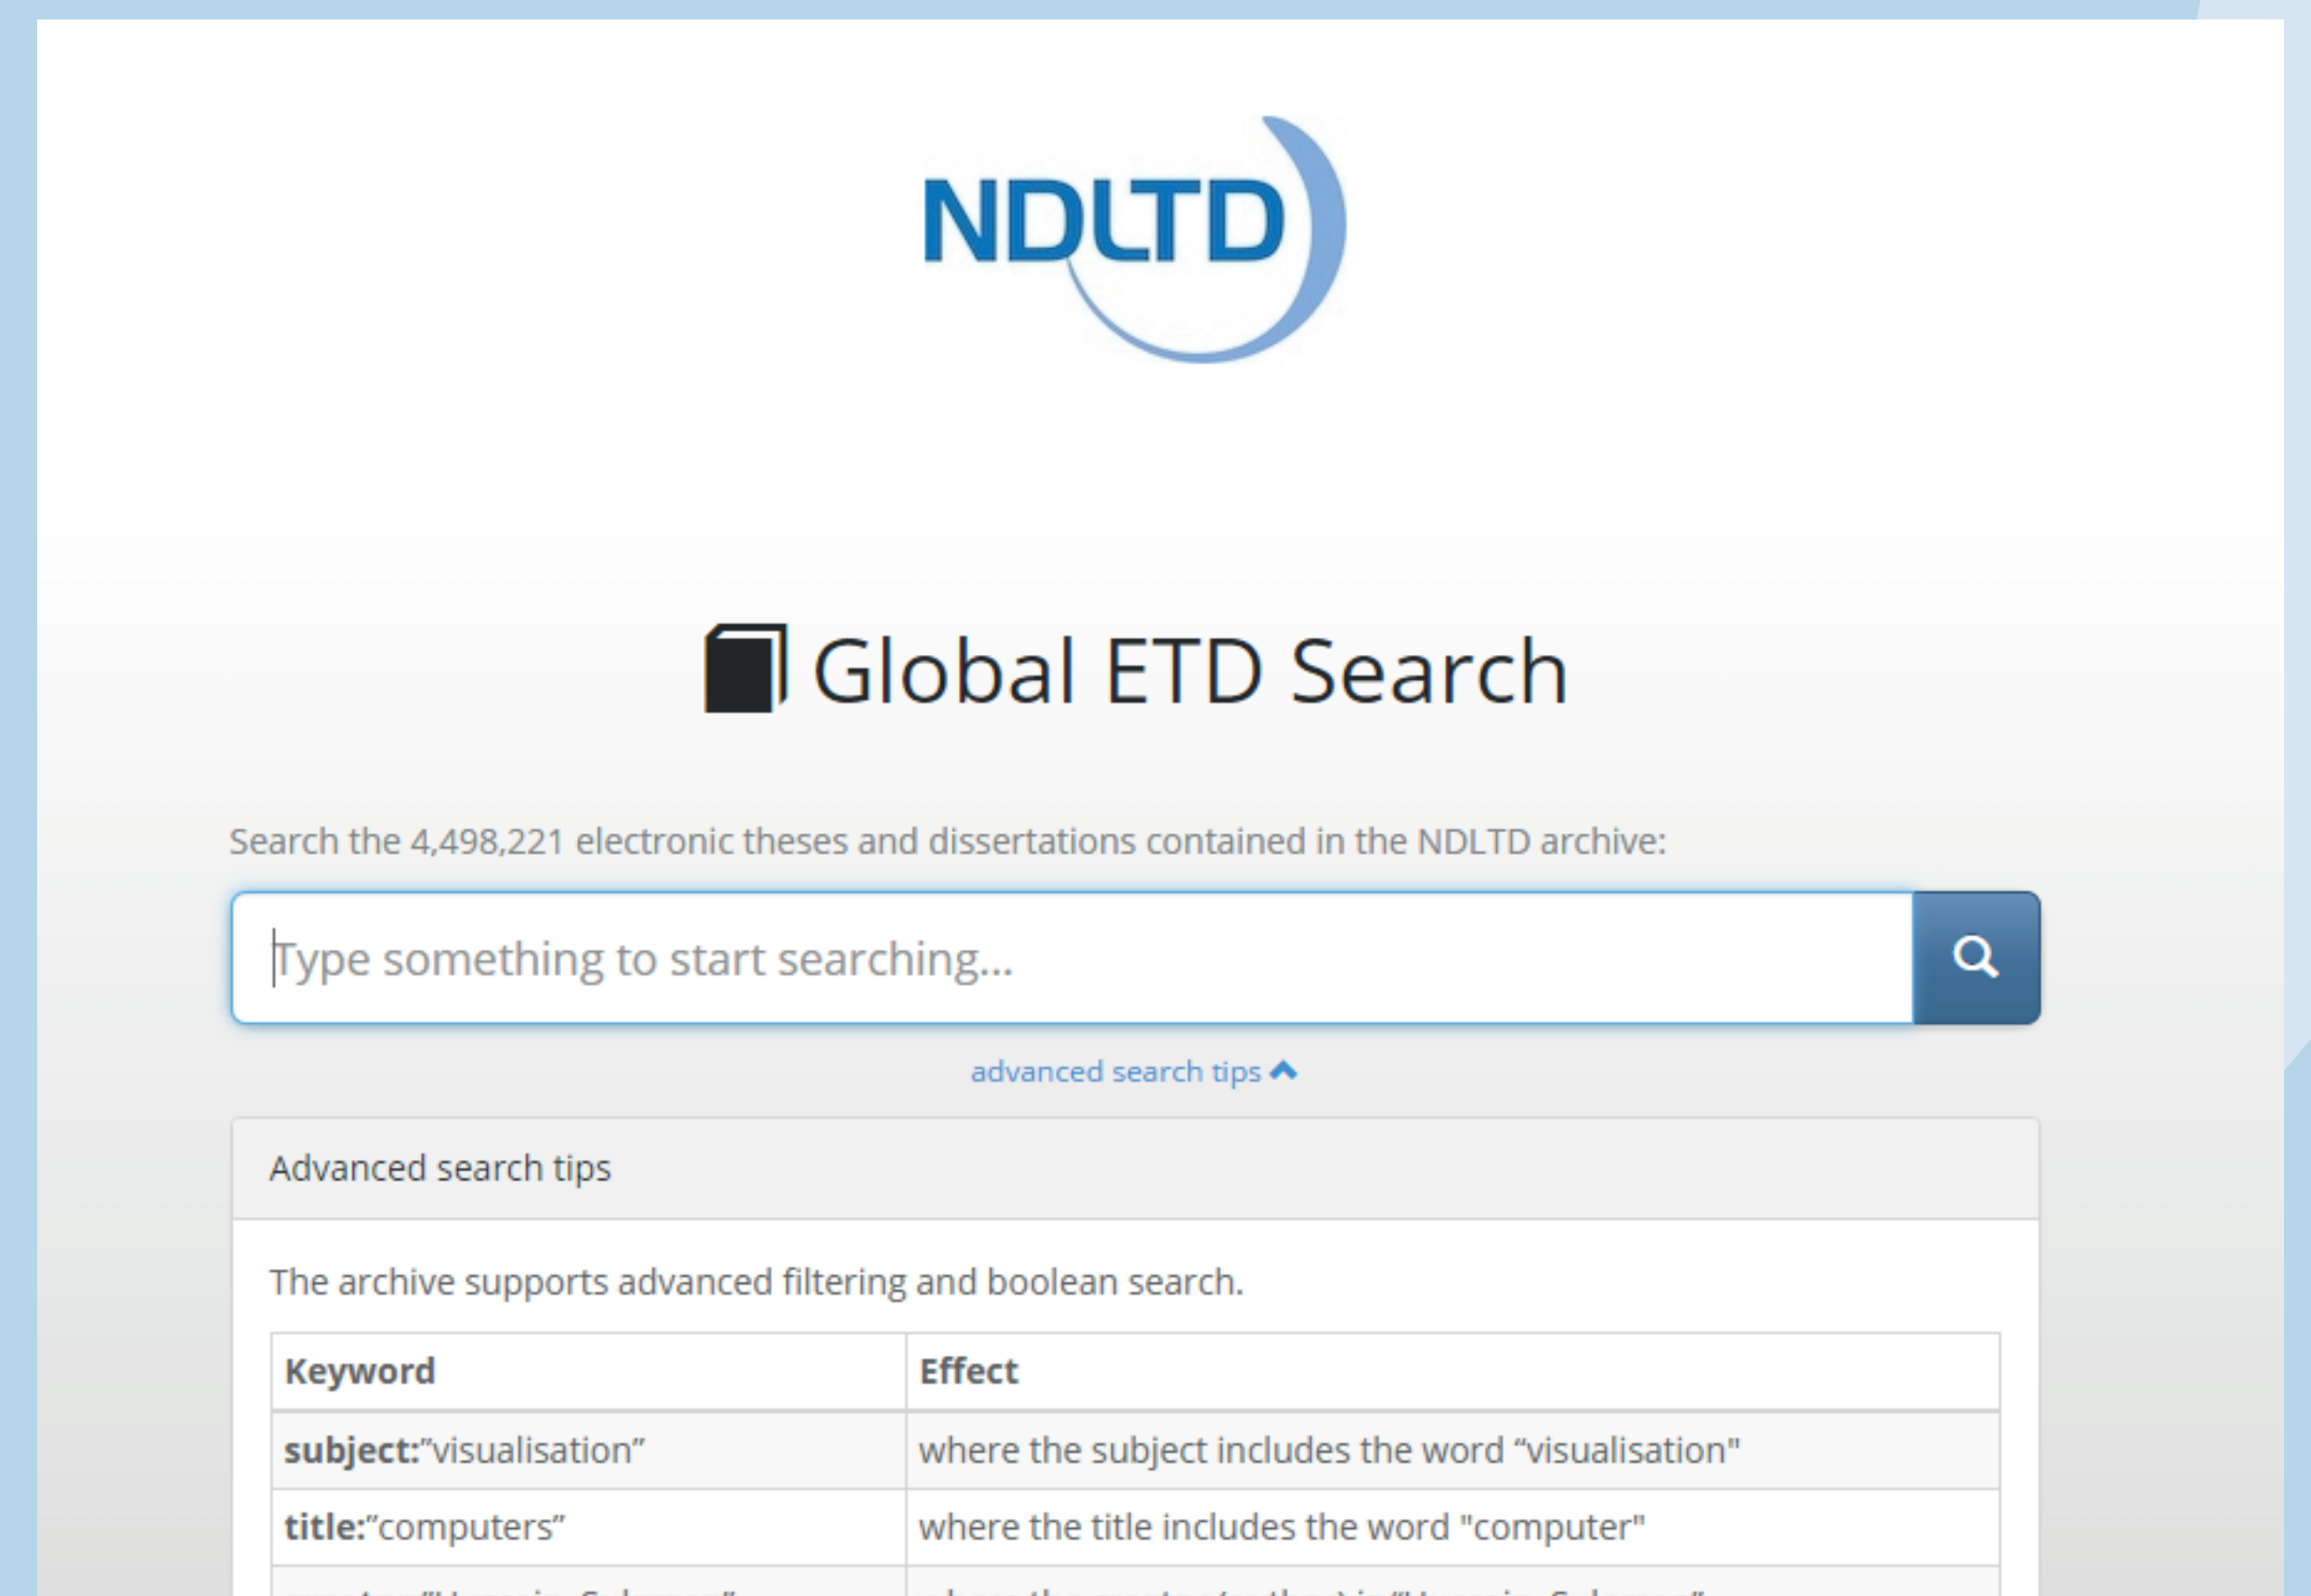 NDLTD
Global ETD Search
Search the 4,498,221 electronic theses and dissertations contained in the NDLTD archive:
Type something to start searching...
advanced search tips
Advanced search tips
The archive supports advanced filtering and boolean search.
Keyword Effect
subject:”visualisation” where the subject includes the word “visualisation"
title:”computers” where the title includes the word "computer"